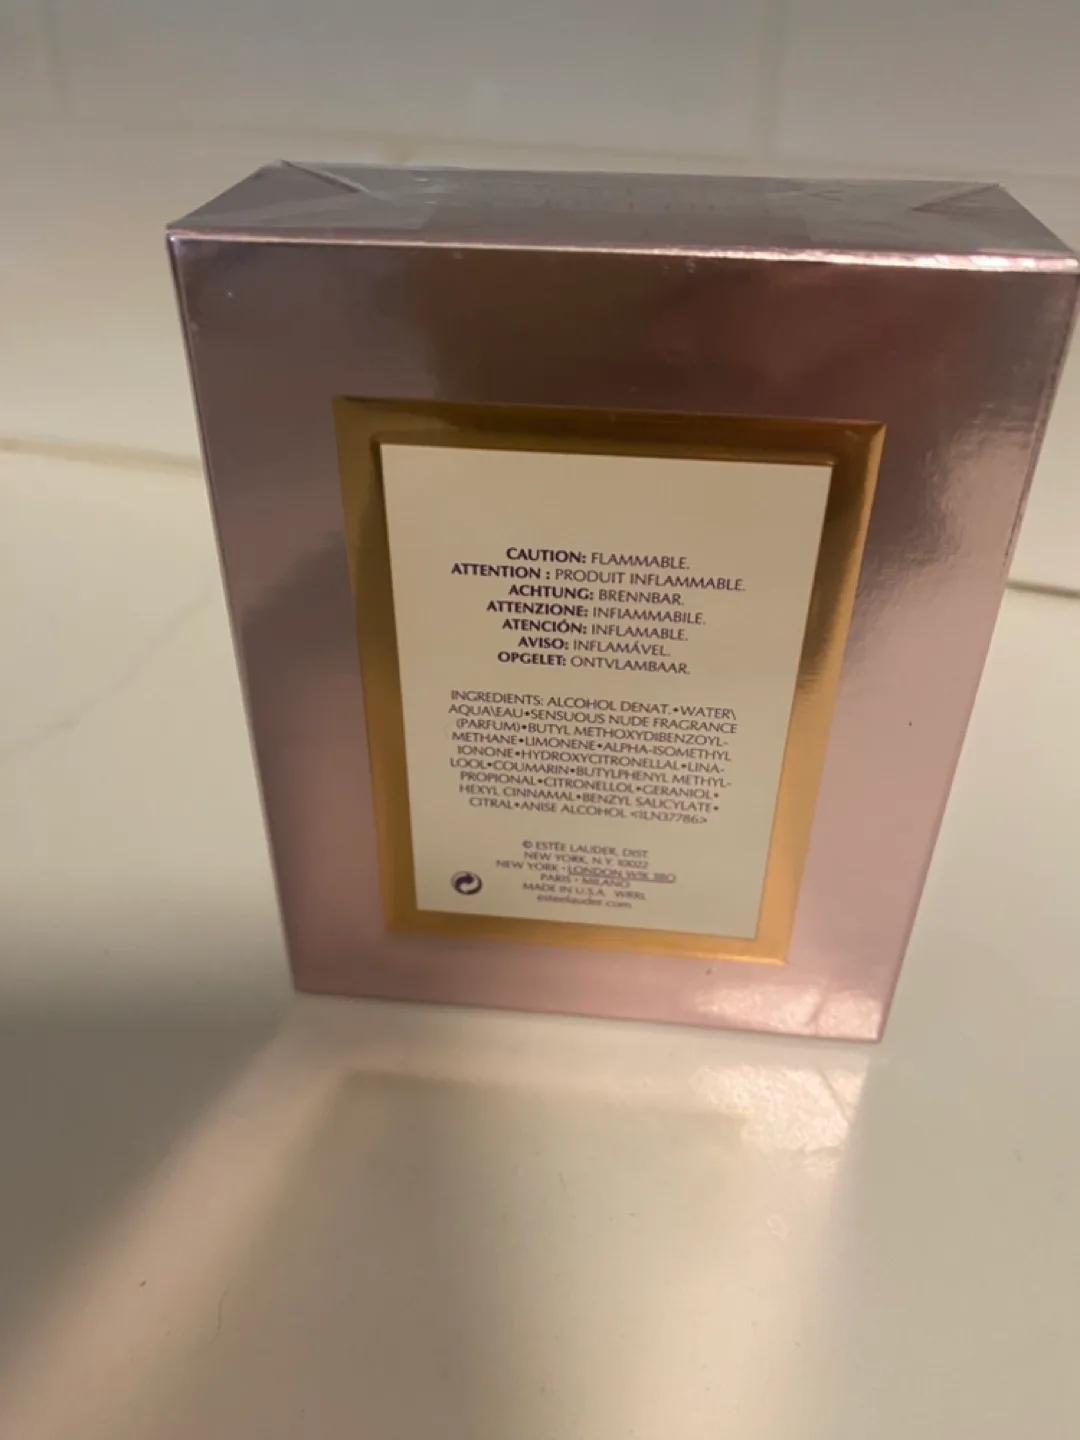 CAUTION: FLAMMABLE.
ATTENTION : PRODUIT INFLAMMABLE.
ACHTUNG: BRENNBAR.
ATTENZIONE: INFIAMMABILE.
ATENCIÓN: INFLAMABLE.
AVISO: INFLAMÁVEL.
OPGELET: ONTVLAMBAAR.
INGREDIENTS: ALCOHOL DENAT.•WATER\
AQUA\EAU•SENSUOUS NUDE FRAGRANCE
(PARFUM)•BUTYL METHOXYDIBENZOYL-
METHANE•LIMONENE•ALPHA-ISOMETHYL
IONONE•HYDROXYCITRONELLAL•LINA-
LOOL•COUMARIN•BUTYLPHENYL METHYL-
PROPIONAL•CITRONELLOL•GERANIOL•
HEXYL CINNAMAL•BENZYL SALICYLATE•
CITRAL•ANISE ALCOHOL <ILN37786>
© ESTÉE LAUDER, DIST.
NEW YORK, N.Y. 10022
NEW YORK • LONDON W1K 3BQ
PARIS • MILANO
MADE IN U.S.A.
esteelauder.com